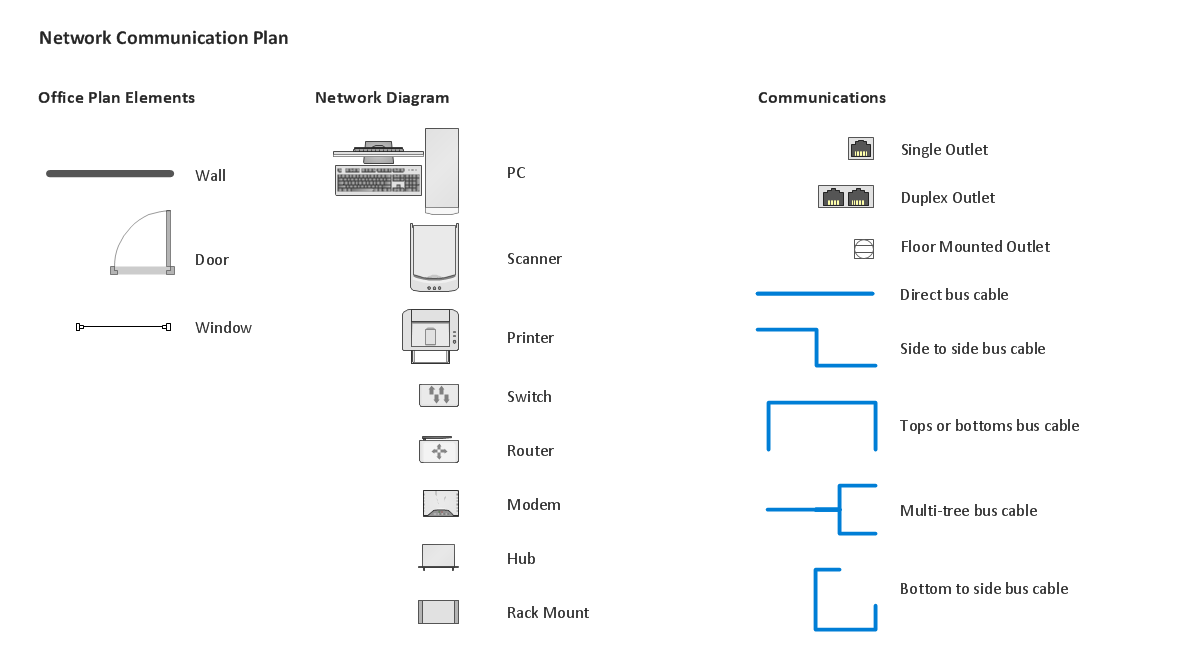 Network Communication Plan
Office Plan Elements
Wall
Door
Window
Network Diagram
PC
Scanner
Printer
Switch
Router
Modem
Hub
Rack Mount
Communications
Single Outlet
Duplex Outlet
Floor Mounted Outlet
Direct bus cable
Side to side bus cable
Tops or bottoms bus cable
Multi-tree bus cable
Bottom to side bus cable